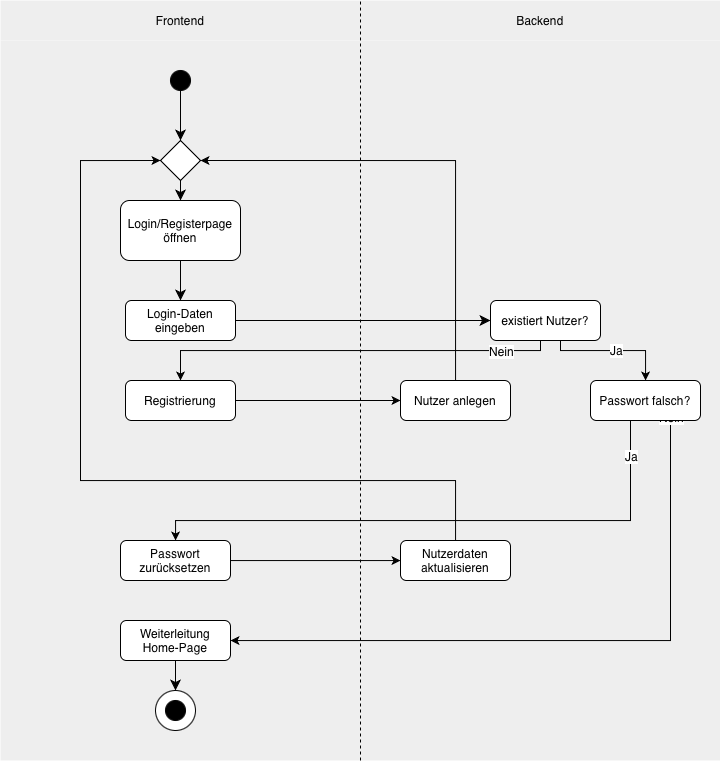 Frontend
Backend
Login/Registerpage
öffnen
Login-Daten
eingeben
existiert Nutzer?
Nein
Ja
Registrierung
Nutzer anlegen
Passwort falsch?
Nein
Ja
Passwort
zurücksetzen
Nutzerdaten
aktualisieren
Weiterleitung
Home-Page